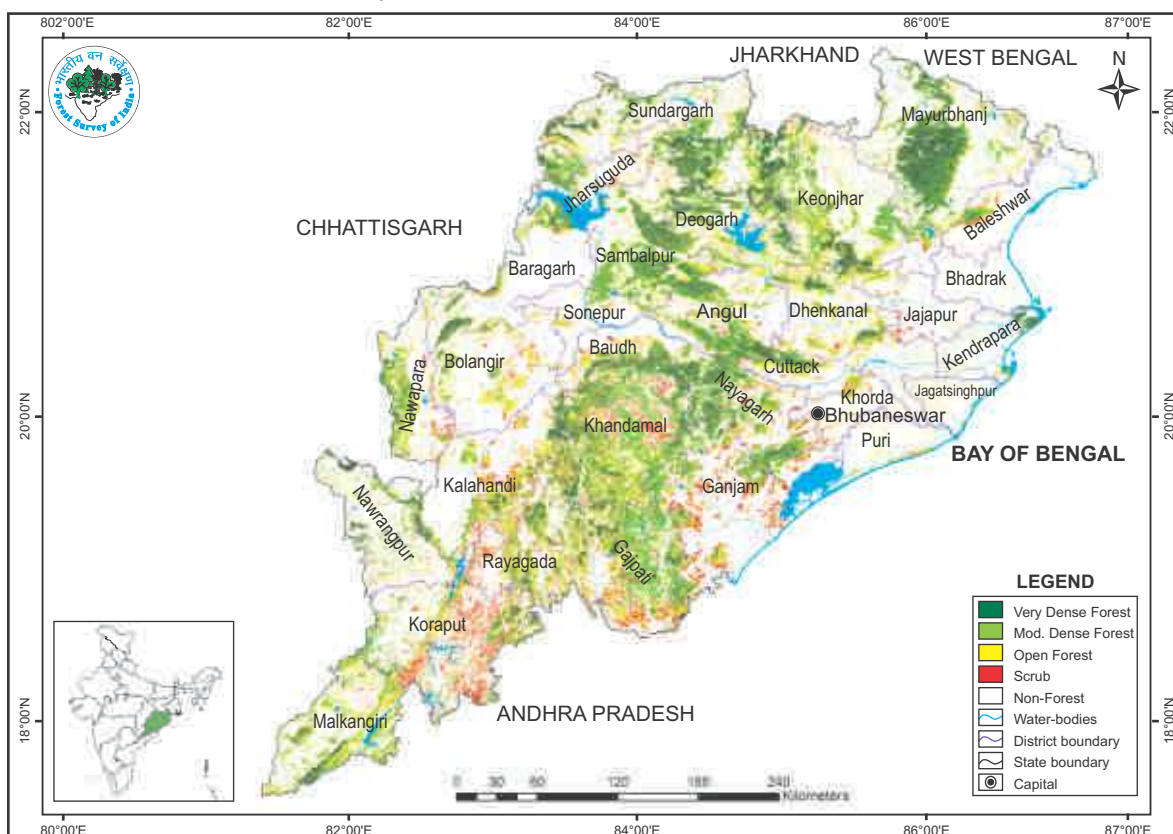 802°00'E
82°00'E
84°00'E
86°00'E
87°00'E
भारतीय वन सर्वेक्षण
Forest Survey of India
JHARKHAND
WEST BENGAL
N
22°00'N
22°00'N
Sundargarh
Mayurbhanj
Jharsuguda
Keonjhar
Deogarh
Baleshwar
CHHATTISGARH
Sambalpur
Baragarh
Bhadrak
Sonepur
Angul
Dhenkanal
Jajapur
Kendrapara
Baudh
Bolangir
Cuttack
Nawapara
Nayagarh
Jagatsinghpur
Khorda
20°00'N
Khandamal
Bhubaneswar
20°00'N
Puri
BAY OF BENGAL
Kalahandi
Ganjam
Nawrangpur
Rayagada
Gajpati
Koraput
LEGEND
Very Dense Forest
Mod. Dense Forest
Open Forest
Scrub
Non-Forest
Water-bodies
District boundary
State boundary
Capital
18°00'N
Malkangiri
ANDHRA PRADESH
18°00'N
0 30 60 120 180 240
Kilometers
80°00'E
82°00'E
84°00'E
86°00'E
87°00'E